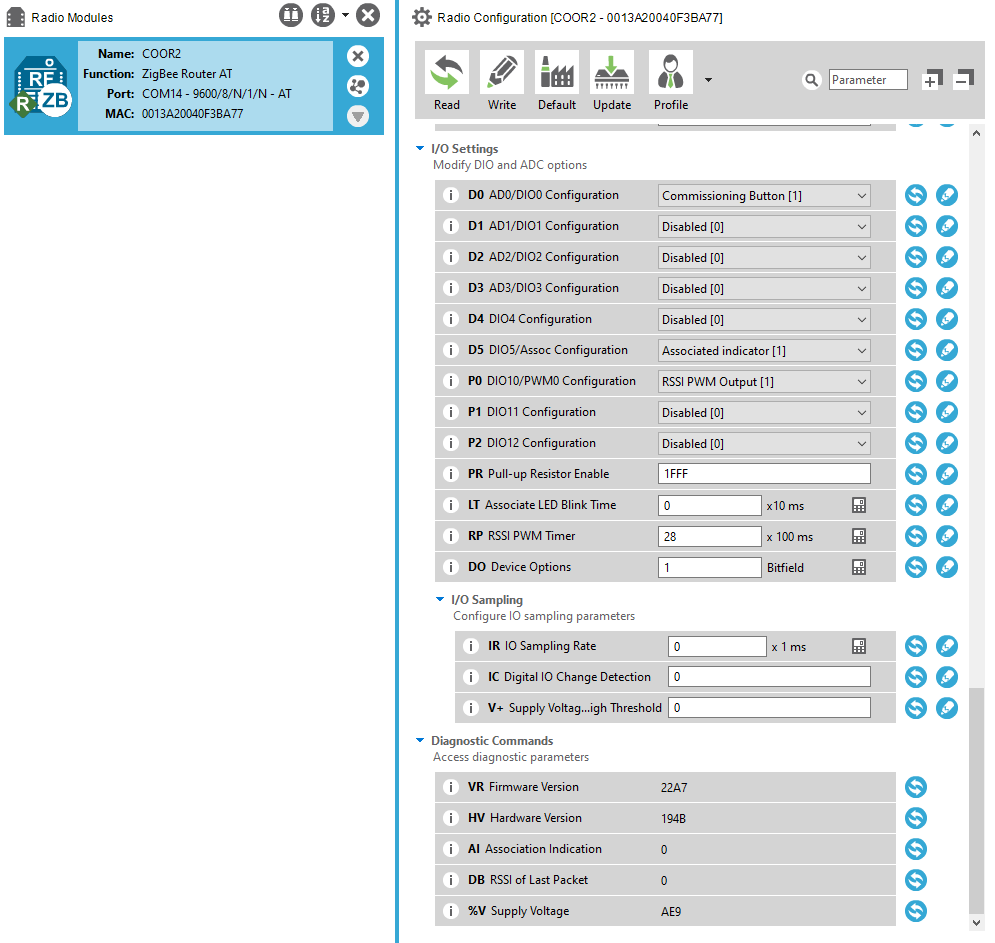 Radio Modules
RF
R
ZB
Name: COOR2
Function: ZigBee Router AT
Port: COM14 - 9600/8/N/1/N - AT
MAC: 0013A20040F3BA77
Radio Configuration [COOR2 - 0013A20040F3BA77]
Read Write Default Update Profile Parameter
I/O Settings
Modify DIO and ADC options
i D0 AD0/DIO0 Configuration Commissioning Button [1]
i D1 AD1/DIO1 Configuration Disabled [0]
i D2 AD2/DIO2 Configuration Disabled [0]
i D3 AD3/DIO3 Configuration Disabled [0]
i D4 DIO4 Configuration Disabled [0]
i D5 DIO5/Assoc Configuration Associated indicator [1]
i P0 DIO10/PWM0 Configuration RSSI PWM Output [1]
i P1 DIO11 Configuration Disabled [0]
i P2 DIO12 Configuration Disabled [0]
i PR Pull-up Resistor Enable 1FFF
i LT Associate LED Blink Time 0 x10 ms
i RP RSSI PWM Timer 28 x 100 ms
i DO Device Options 1 Bitfield
I/O Sampling
Configure IO sampling parameters
i IR IO Sampling Rate 0 x 1 ms
i IC Digital IO Change Detection 0
i V+ Supply Voltag...igh Threshold 0
Diagnostic Commands
Access diagnostic parameters
i VR Firmware Version 22A7
i HV Hardware Version 194B
i AI Association Indication 0
i DB RSSI of Last Packet 0
i %V Supply Voltage AE9